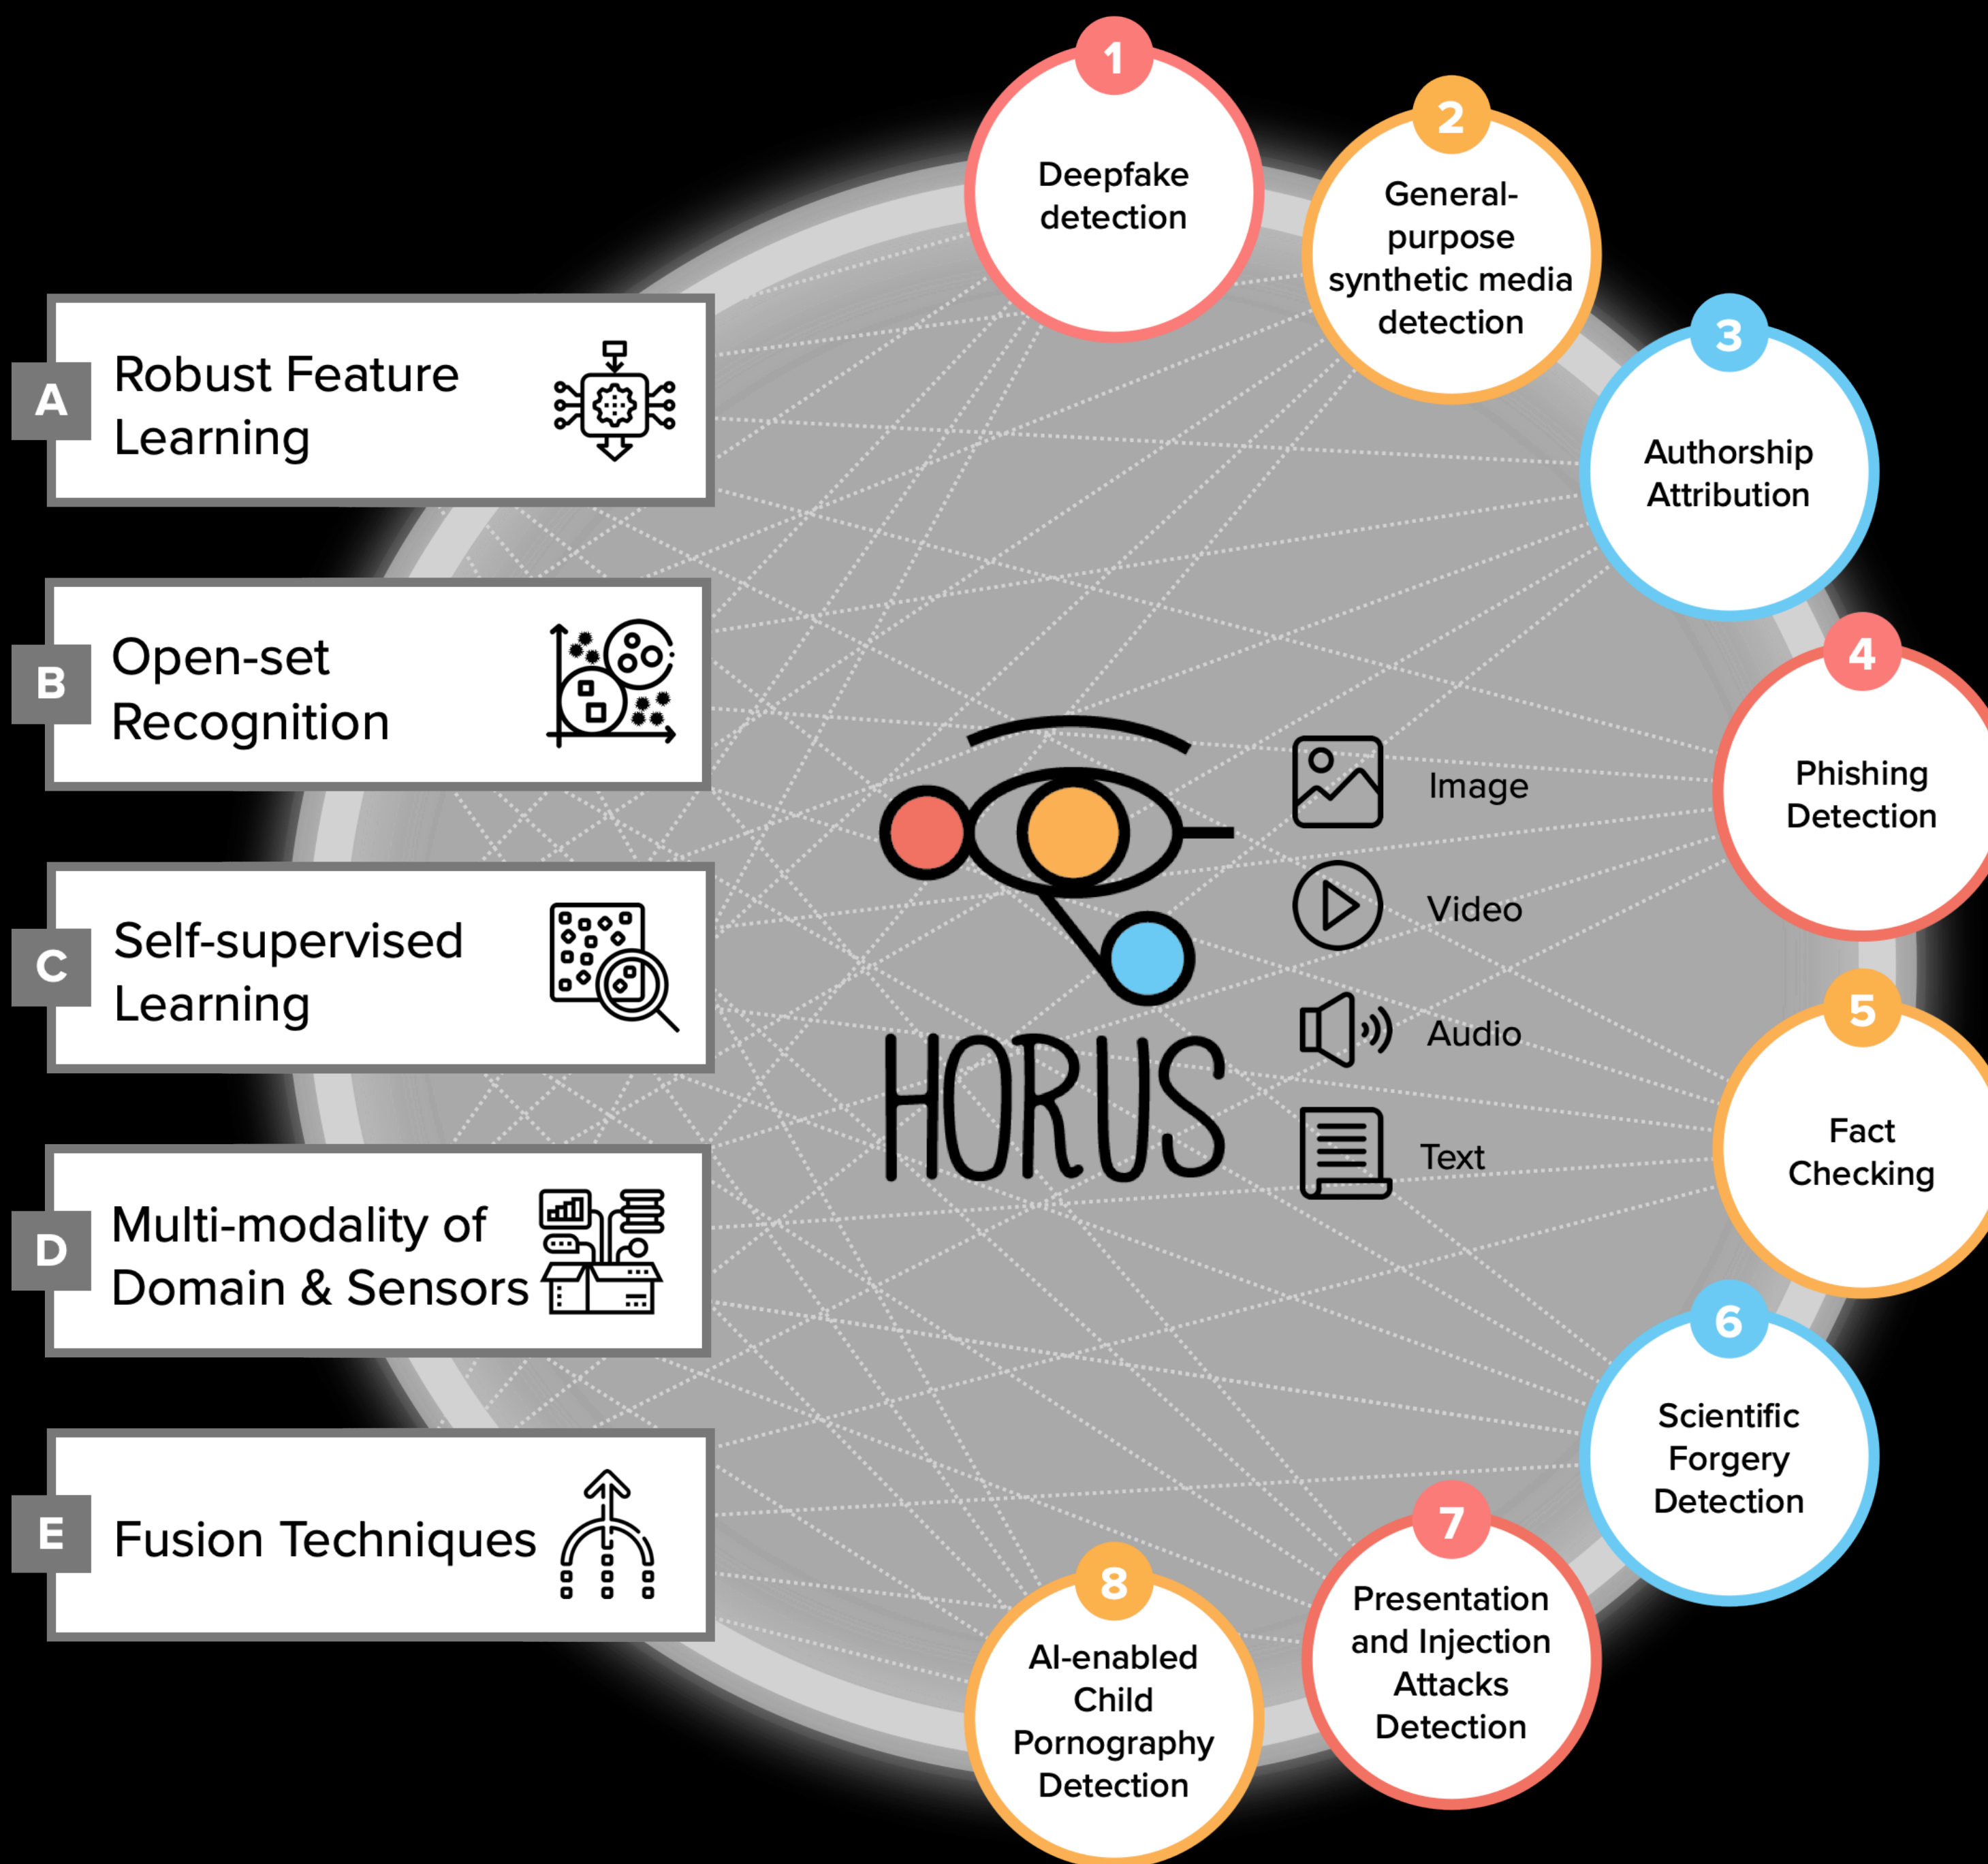 A
Robust Feature
Learning
B
Open-set
Recognition
C
Self-supervised
Learning
D
Multi-modality of
Domain & Sensors
E
Fusion Techniques
HORUS
Image
Video
Audio
Text
1
Deepfake
detection
2
General-
purpose
synthetic media
detection
3
Authorship
Attribution
4
Phishing
Detection
5
Fact
Checking
6
Scientific
Forgery
Detection
7
Presentation
and Injection
Attacks
Detection
8
AI-enabled
Child
Pornography
Detection